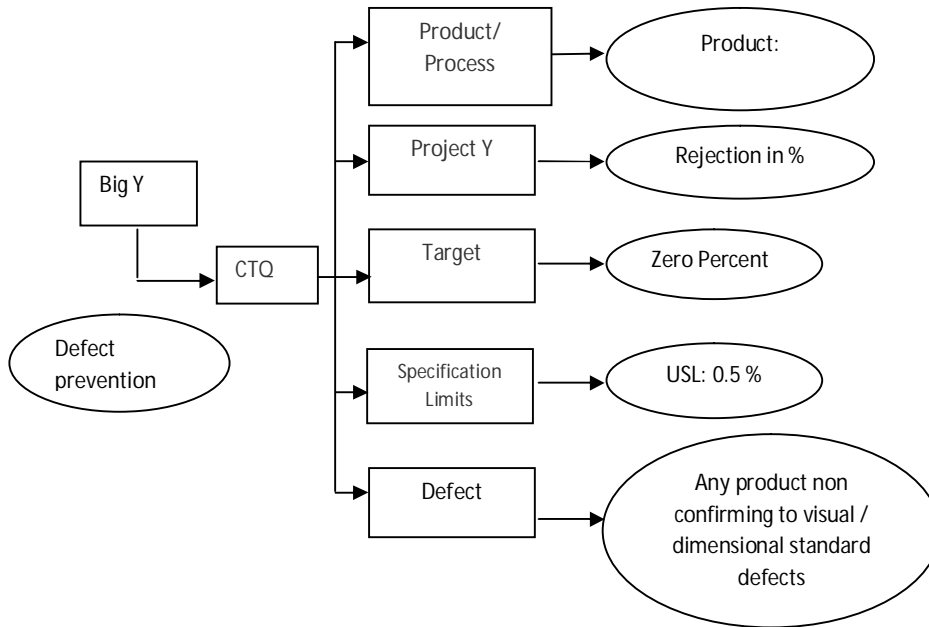 Product/
Process
Product:
Project Y
Rejection in %
Big Y
CTQ
Target
Zero Percent
Defect
prevention
Specification
Limits
USL: 0.5 %
Defect
Any product non
confirming to visual /
dimensional standard
defects